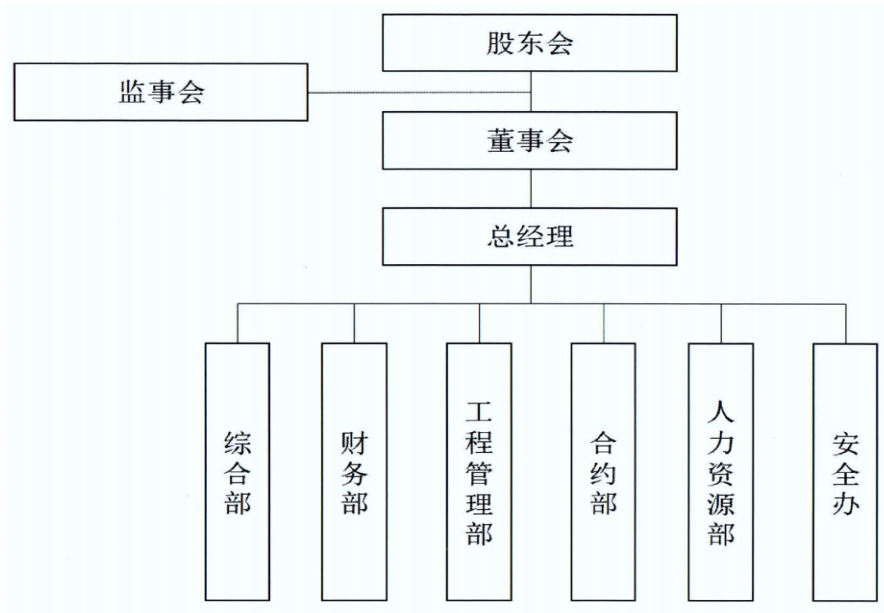 股东会
监事会
董事会
总经理
综合部
财务部
工程管理部
合约部
人力资源部
安全办